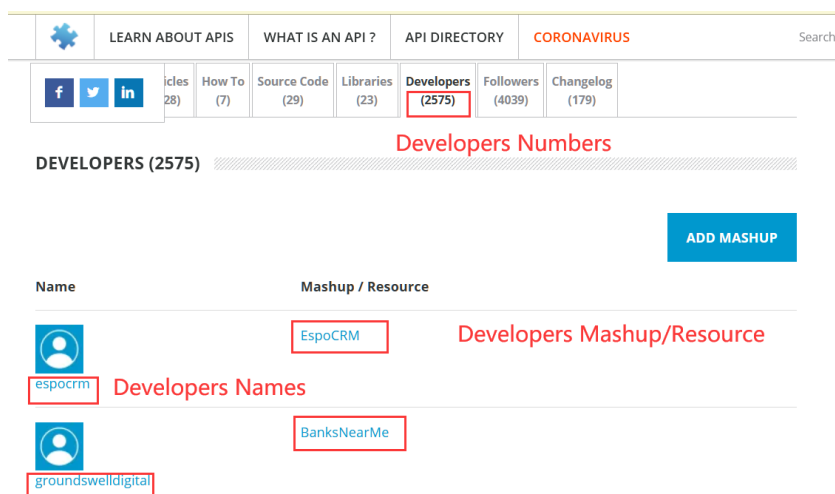 LEARN ABOUT APIS WHAT IS AN API ? API DIRECTORY CORONAVIRUS Search
f in icles How To Source Code Libraries Developers Followers Changelog
28) (7) (29) (23) (2575) (4039) (179)
Developers Numbers
DEVELOPERS (2575)
ADD MASHUP
Name Mashup / Resource
EspoCRM Developers Mashup/Resource
espocrm Developers Names
BanksNearMe
groundswelldigital